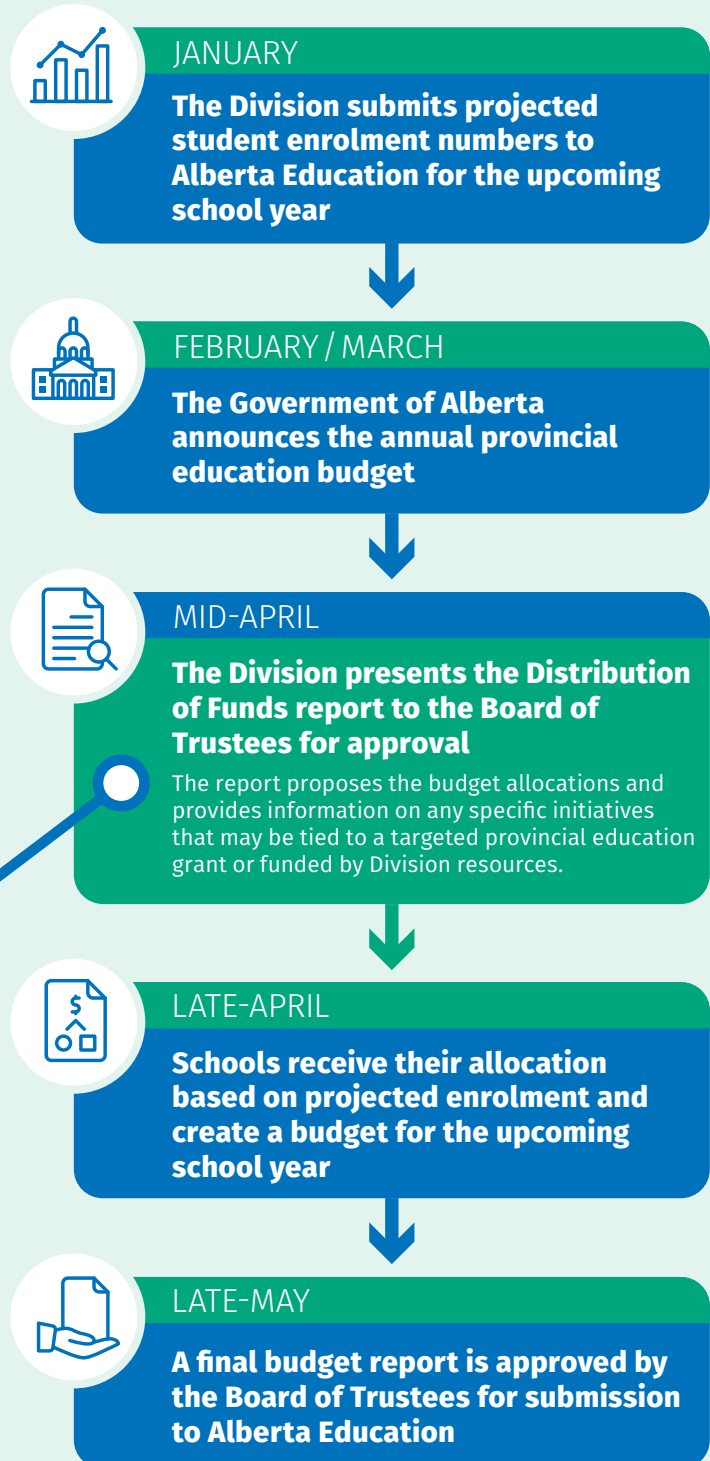 JANUARY
The Division submits projected
student enrolment numbers to
Alberta Education for the upcoming
school year
FEBRUARY / MARCH
The Government of Alberta
announces the annual provincial
education budget
MID-APRIL
The Division presents the Distribution
of Funds report to the Board of
Trustees for approval
The report proposes the budget allocations and
provides information on any specific initiatives
that may be tied to a targeted provincial education
grant or funded by Division resources.
$
LATE-APRIL
Schools receive their allocation
based on projected enrolment and
create a budget for the upcoming
school year
LATE-MAY
A final budget report is approved by
the Board of Trustees for submission
to Alberta Education